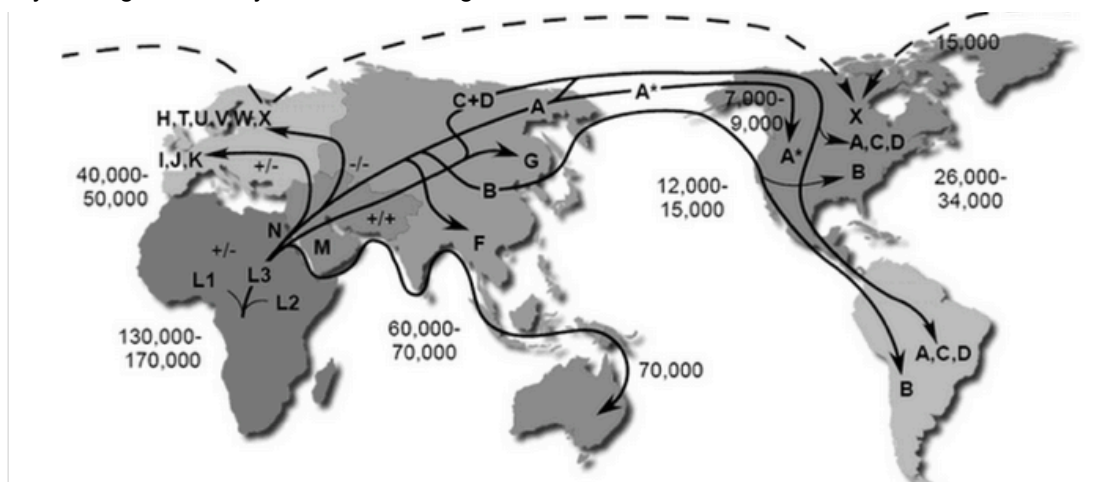 15,000
C+D
A
A*
7,000-
9,000
X
H,T,U,V,W,X
I,J,K
+/-
-/-
G
A*
A,C,D
B
40,000-
50,000
B
12,000-
15,000
26,000-
34,000
N
M
+/+
F
+/-
L1
L3
L2
130,000-
170,000
60,000-
70,000
70,000
A,C,D
B